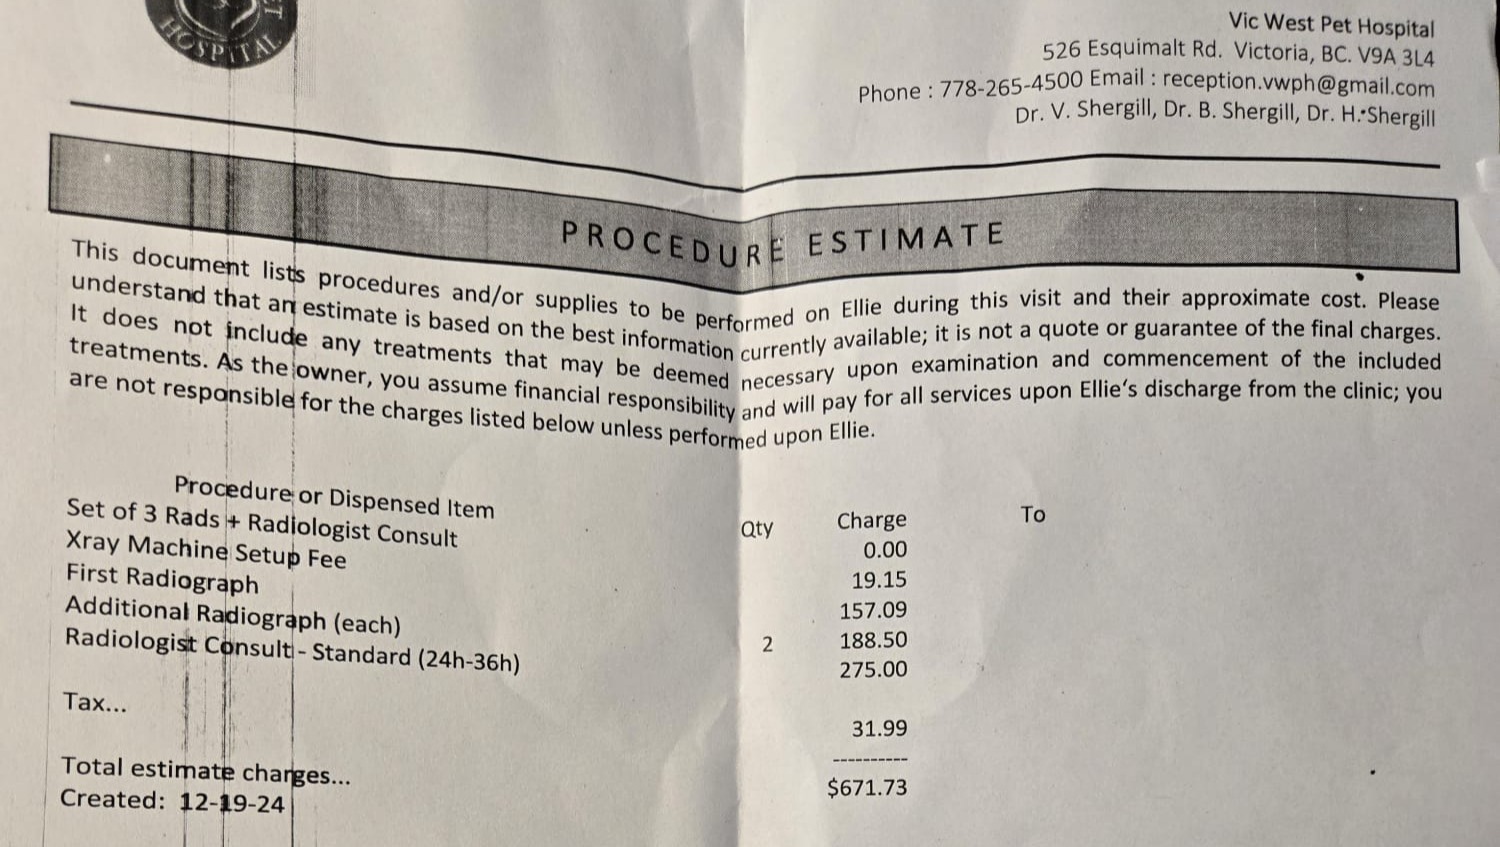 HOSPITAL
Vic West Pet Hospital
526 Esquimalt Rd. Victoria, BC. V9A 3L4
Phone : 778-265-4500 Email : reception.vwph@gmail.com
Dr. V. Shergill, Dr. B. Shergill, Dr. H. Shergill
PROCEDURE ESTIMATE
This document lists procedures and/or supplies to be performed on Ellie during this visit and their approximate cost. Please
understand that an estimate is based on the best information currently available; it is not a quote or guarantee of the final charges.
It does not include any treatments that may be deemed necessary upon examination and commencement of the included
treatments. As the owner, you assume financial responsibility and will pay for all services upon Ellie's discharge from the clinic; you
are not responsible for the charges listed below unless performed upon Ellie.
Procedure or Dispensed Item Qty Charge To
Set of 3 Rads + Radiologist Consult 0.00
Xray Machine Setup Fee 19.15
First Radiograph 157.09
Additional Radiograph (each) 2 188.50
Radiologist Consult - Standard (24h-36h) 275.00
Tax... 31.99
----------
Total estimate charges... $671.73
Created: 12-19-24